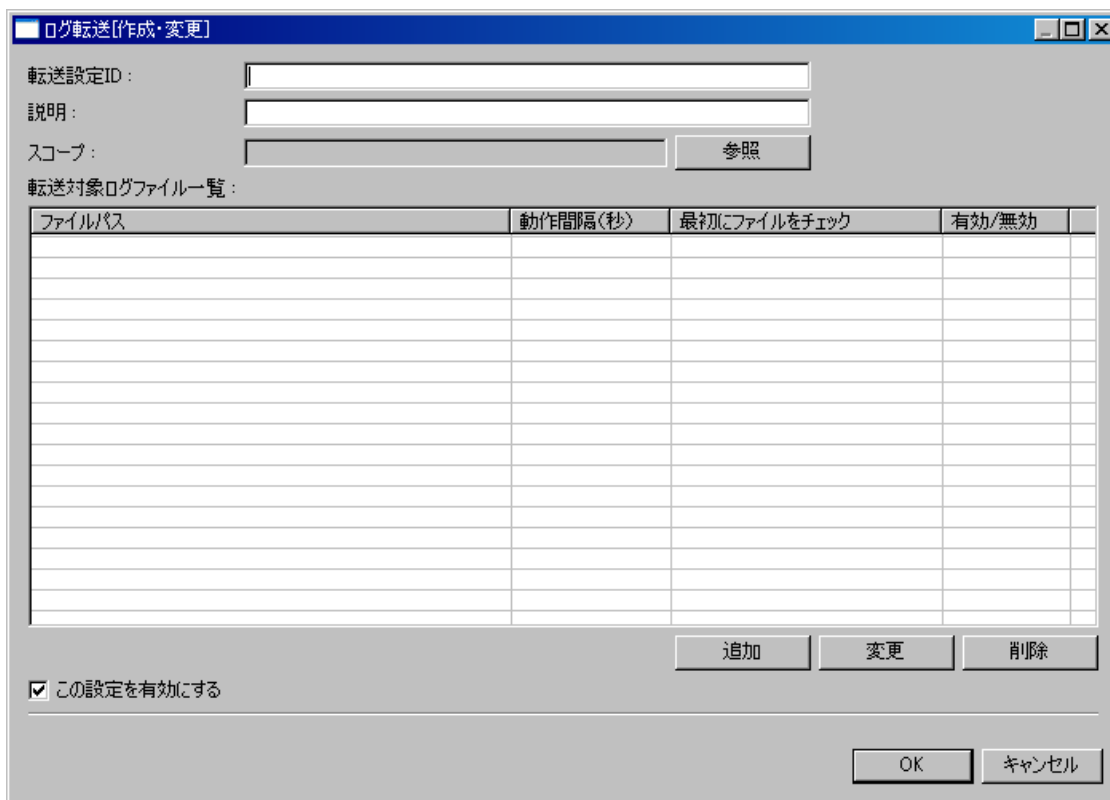 ログ転送[作成・変更]
転送設定ID：
説明：
スコープ： 参照
転送対象ログファイル一覧：
ファイルパス 動作間隔(秒) 最初にファイルをチェック 有効/無効
追加 変更 削除
この設定を有効にする
OK キャンセル